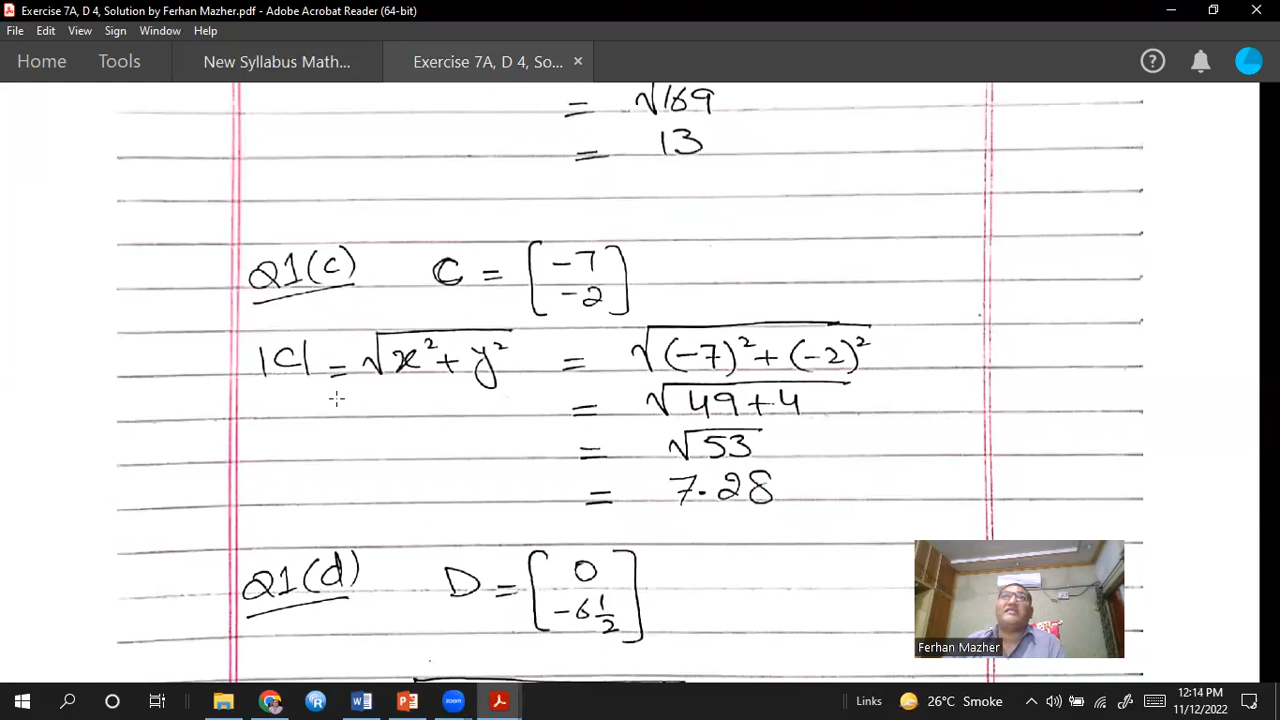 Exercise 7A, D 4, Solution by Ferhan Mazher.pdf - Adobe Acrobat Reader (64-bit)
File Edit View Sign Window Help
Home Tools New Syllabus Math... Exercise 7A, D 4, So... ×
= √169
= 13
Q1(c) C = [-7 -2]
|C| = √x² + y² = √(-7)² + (-2)²
= √49+4
= √53
= 7.28
Q1(d) D = [0 -6 1/2]
Ferhan Mazher
Links 26°C Smoke 12:14 PM
11/12/2022